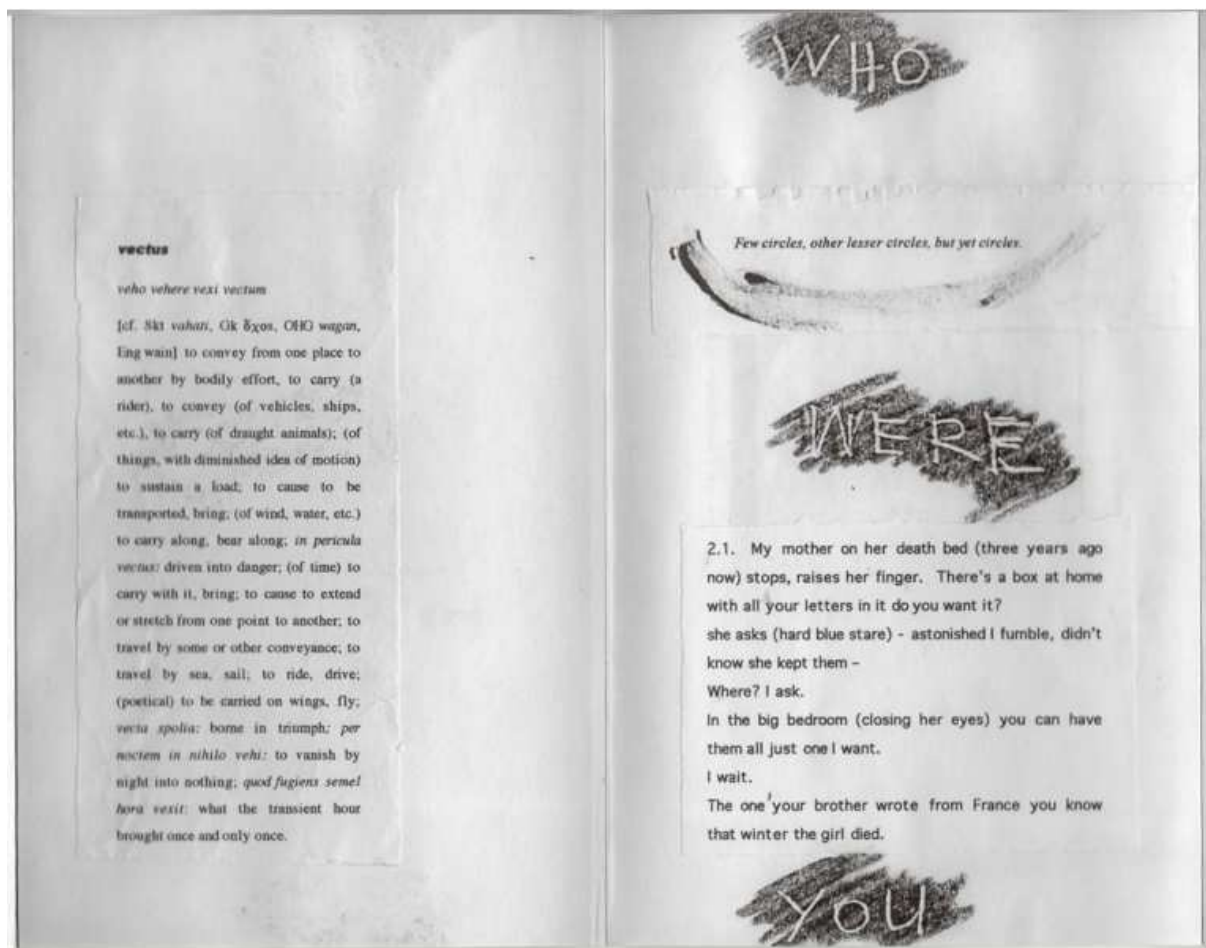 vectus
veho vehere vexi vectum
[cf. Skt vahati, Gk ὄχος, OHG wagan,
Eng wain] to convey from one place to
another by bodily effort, to carry (a
rider), to convey (of vehicles, ships,
etc.), to carry (of draught animals); (of
things, with diminished idea of motion)
to sustain a load; to cause to be
transported, bring; (of wind, water, etc.)
to carry along, bear along; in pericula
vectus: driven into danger; (of time) to
carry with it, bring; to cause to extend
or stretch from one point to another; to
travel by some or other conveyance; to
travel by sea, sail; to ride, drive;
(poetical) to be carried on wings, fly;
vecta spolia: borne in triumph; per
noctem in nihilo vehi: to vanish by
night into nothing; quod fugiens semel
hora vexit: what the transient hour
brought once and only once.
WHO
Few circles, other lesser circles, but yet circles.
WERE
2.1. My mother on her death bed (three years ago
now) stops, raises her finger. There's a box at home
with all your letters in it do you want it?
she asks (hard blue stare) - astonished I fumble, didn't
know she kept them -
Where? I ask.
In the big bedroom (closing her eyes) you can have
them all just one I want.
I wait.
The one your brother wrote from France you know
that winter the girl died.
YOU